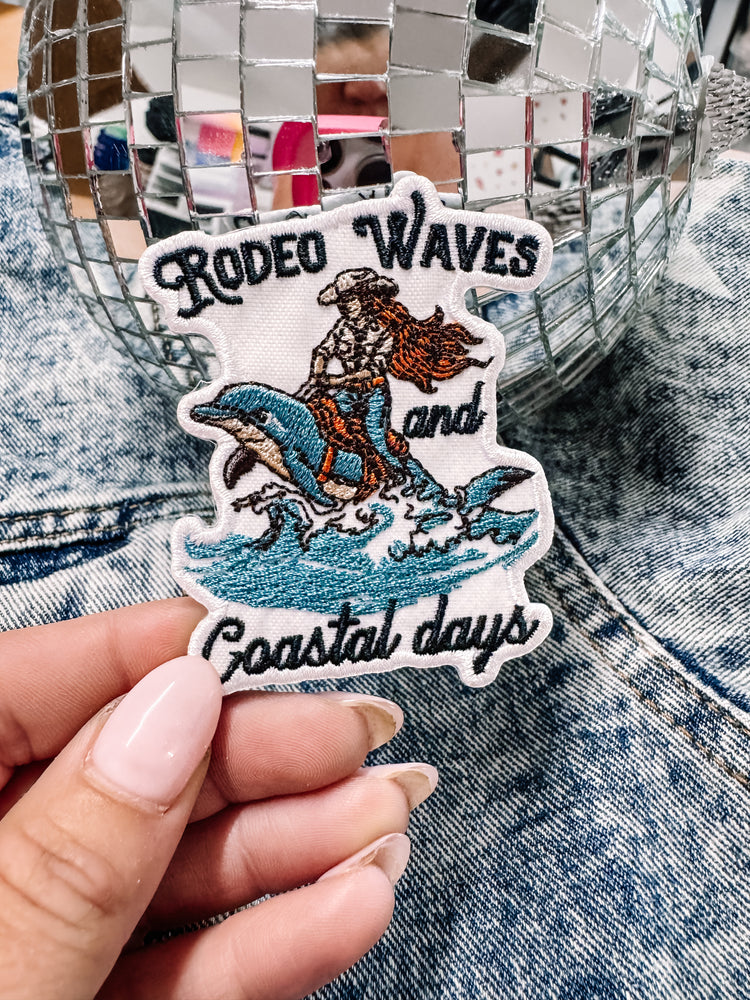 Rodeo Waves
and
Coastal days